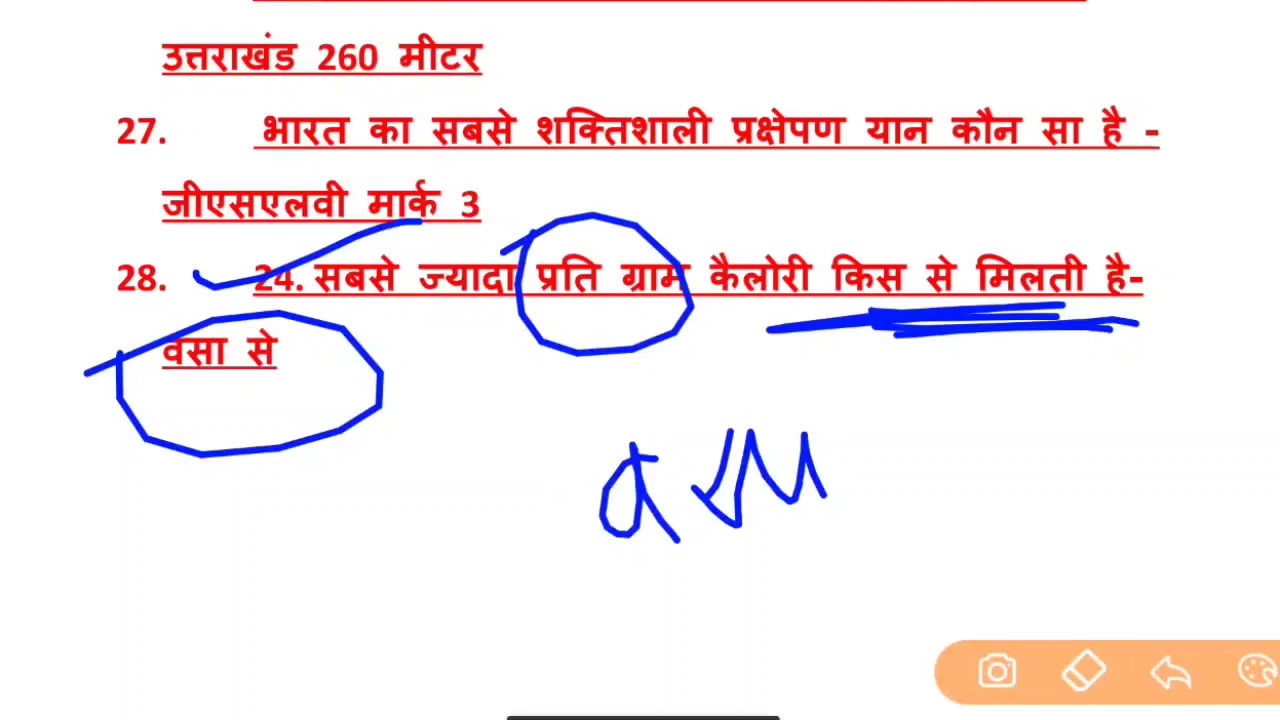 उत्तराखंड 260 मीटर
27. भारत का सबसे शक्तिशाली प्रक्षेपण यान कौन सा है -
जीएसएलवी मार्क 3
28. 24. सबसे ज्यादा प्रति ग्राम कैलोरी किस से मिलती है-
वसा से